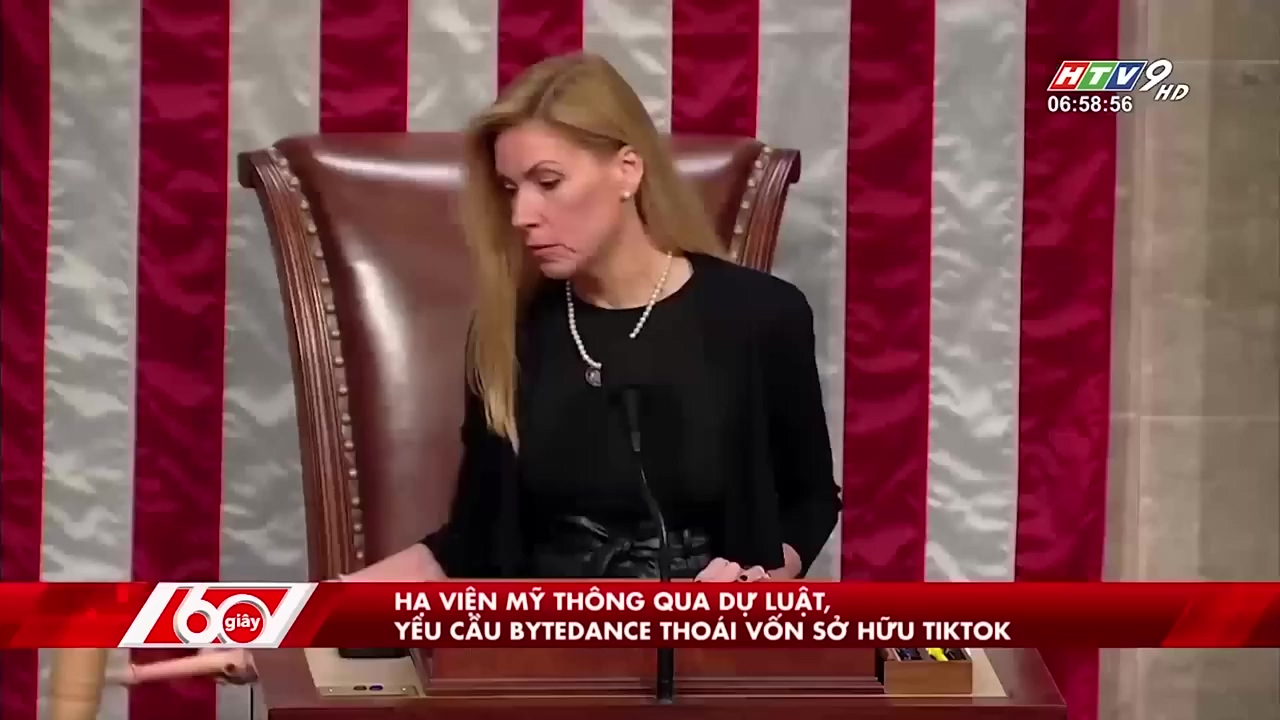 HTV9 HD
06:58:56
60 giây
HẠ VIỆN MỸ THÔNG QUA DỰ LUẬT,
YÊU CẦU BYTEDANCE THOÁI VỐN SỞ HỮU TIKTOK